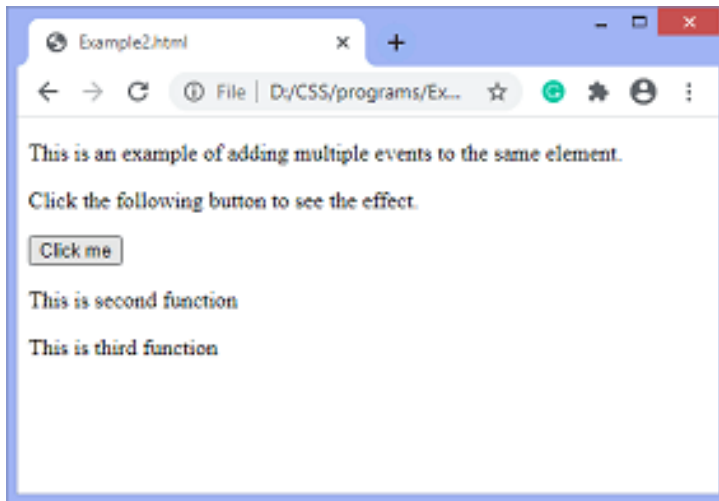 Example2.html
File | D:/CSS/programs/Ex...
This is an example of adding multiple events to the same element.
Click the following button to see the effect.
Click me
This is second function
This is third function